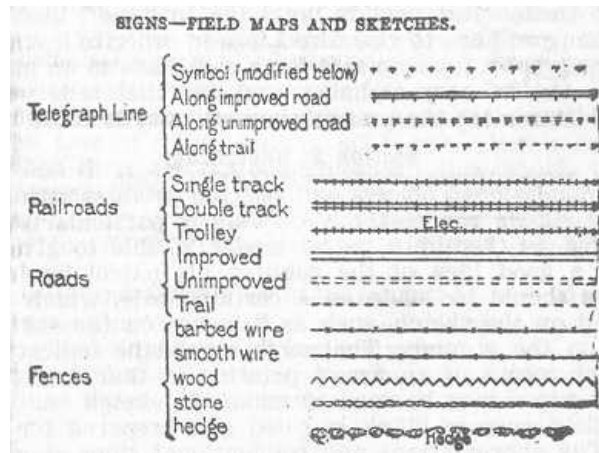 SIGNS—FIELD MAPS AND SKETCHES.
Telegraph Line
Symbol (modified below)
Along improved road
Along unimproved road
Along trail
Railroads
Single track
Double track
Trolley
Elec.
Roads
Improved
Unimproved
Trail
Fences
barbed wire
smooth wire
wood
stone
hedge
Hedge